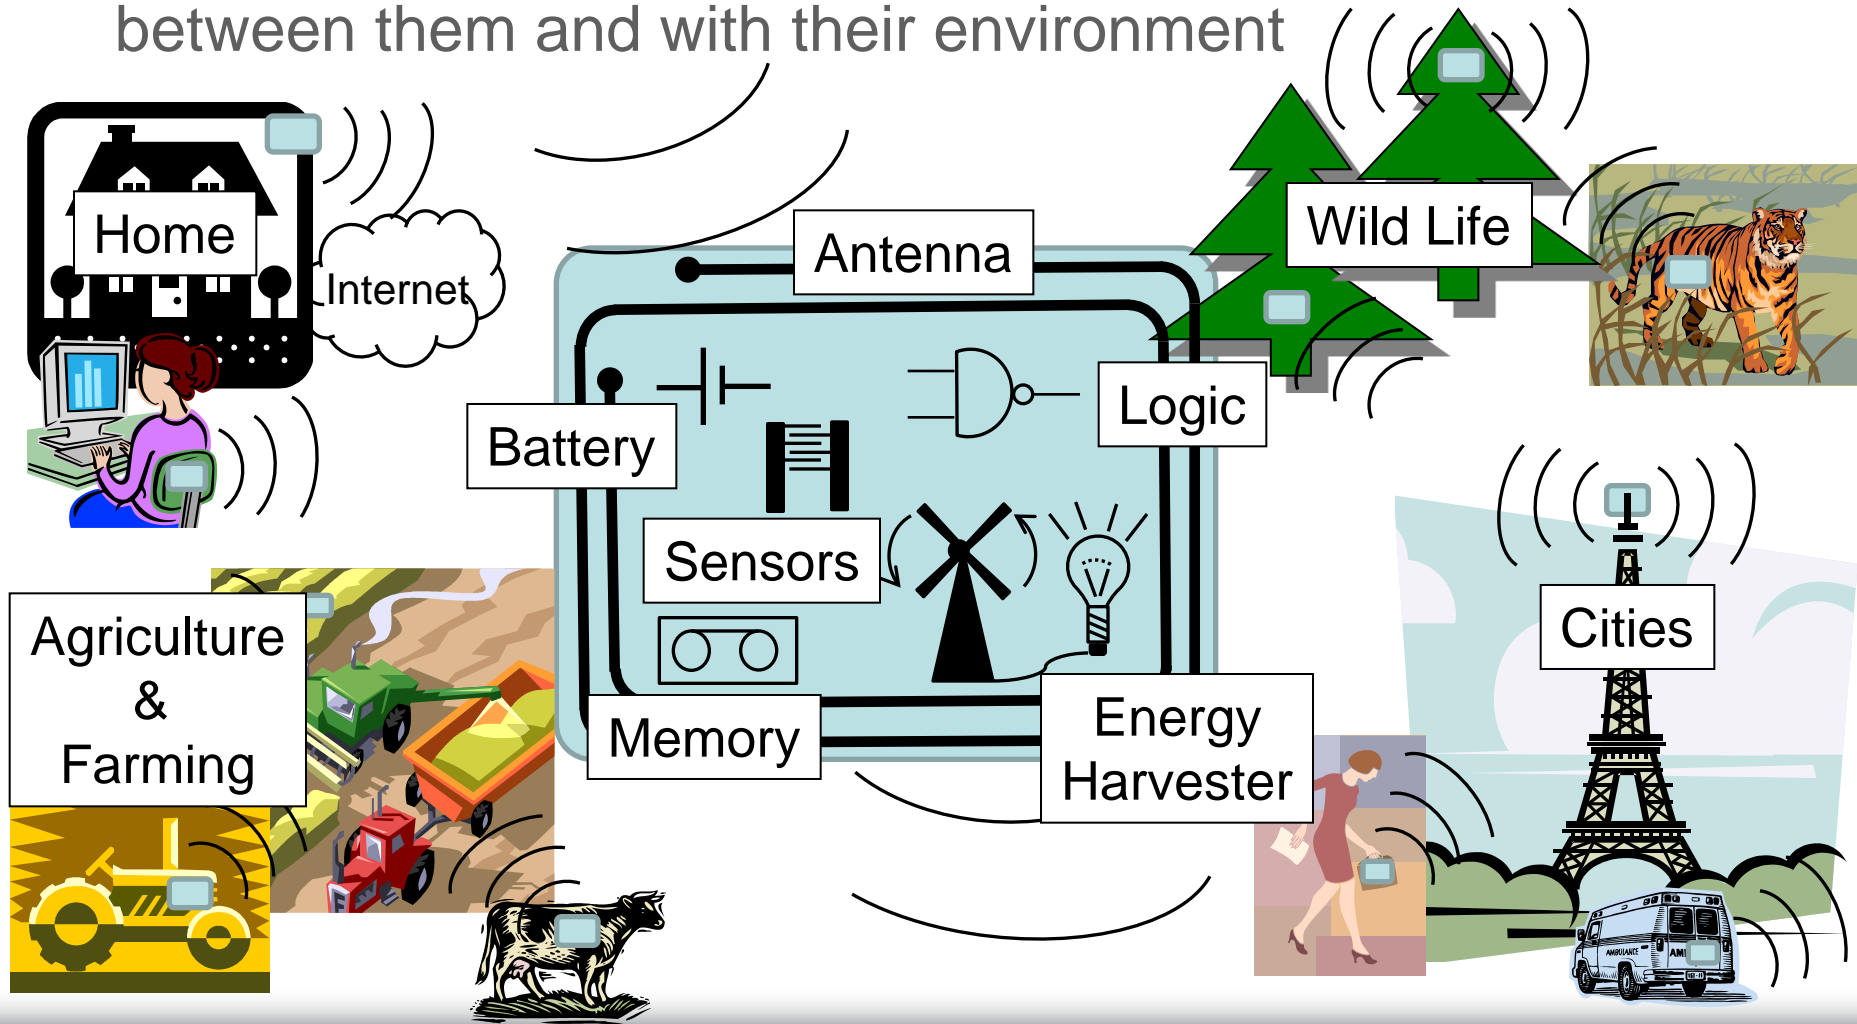 between them and with their environment
Home
Internet
Antenna
Wild Life
Battery
Logic
Sensors
Agriculture
&
Farming
Memory
Energy
Harvester
Cities
AMBULANCE